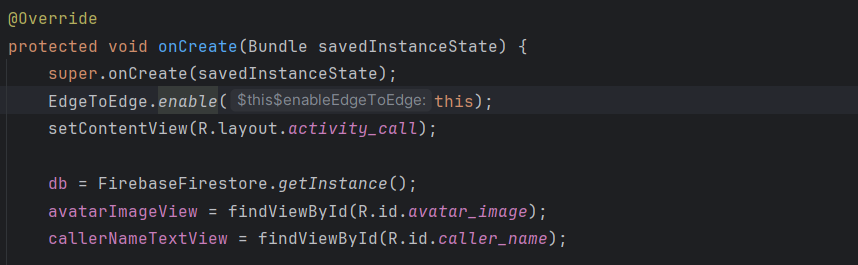 @Override
protected void onCreate(Bundle savedInstanceState) {
super.onCreate(savedInstanceState);
EdgeToEdge.enable( $this$enableEdgeToEdge: this);
setContentView(R.layout.activity_call);
db = FirebaseFirestore.getInstance();
avatarImageView = findViewById(R.id.avatar_image);
callerNameTextView = findViewById(R.id.caller_name);